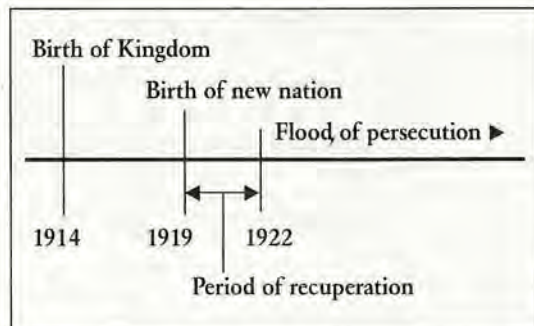 Birth of Kingdom
Birth of new nation
Flood, of persecution ►
1914
1919
1922
Period of recuperation